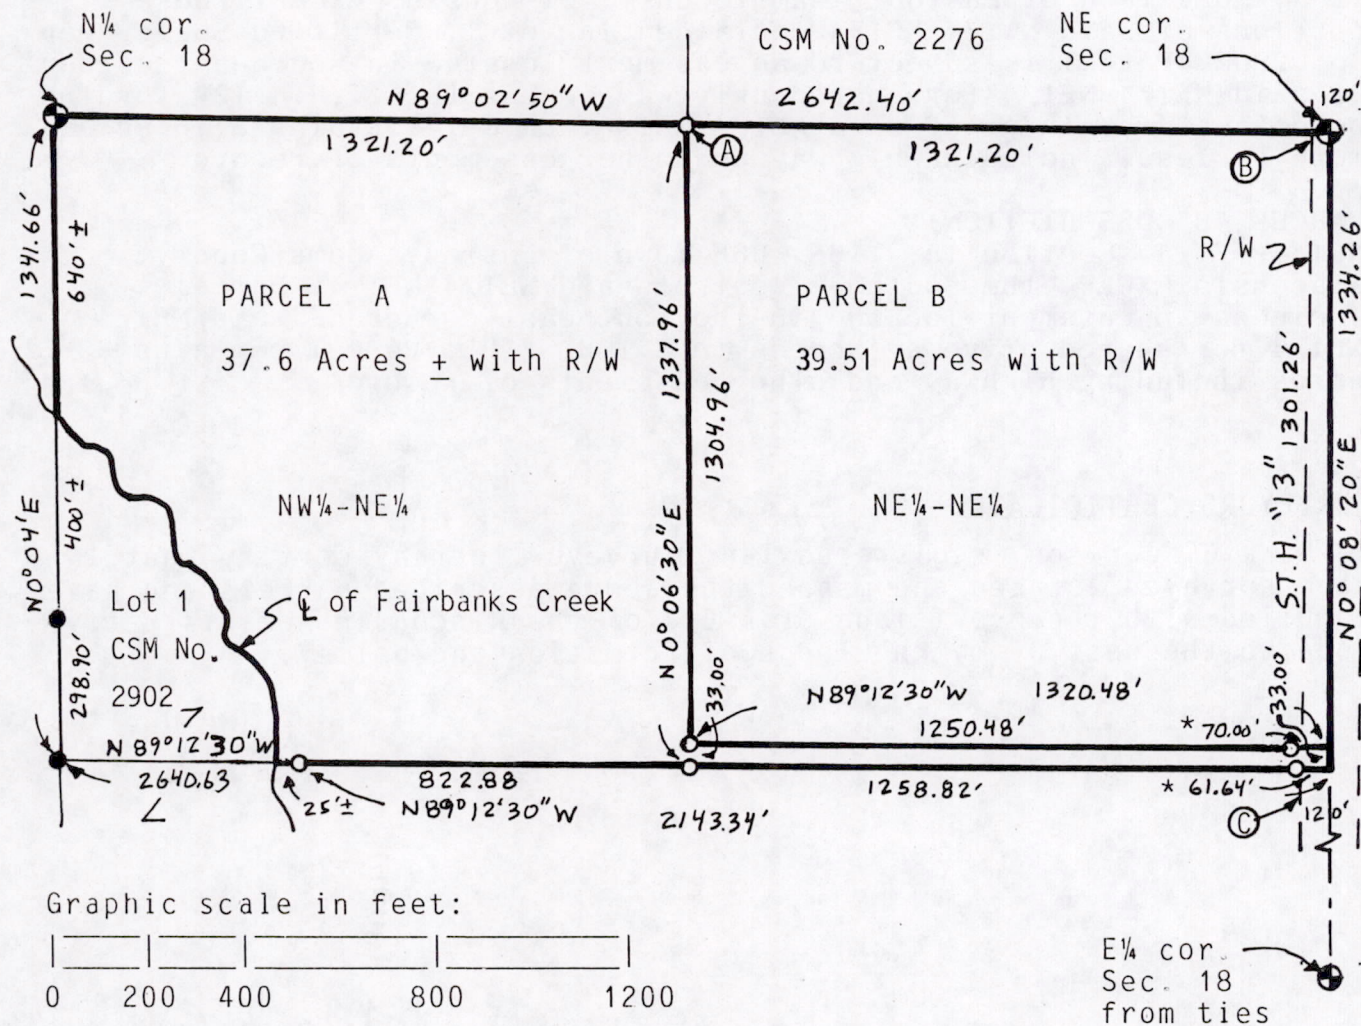 N¼ cor.
Sec. 18
CSM No. 2276
NE cor.
Sec. 18
N89°02'50"W
2642.40'
120'
1321.20'
A
1321.20'
B
1341.66'
640.'±
R/W
1334.26'
PARCEL A
37.6 Acres ± with R/W
PARCEL B
39.51 Acres with R/W
1337.96'
1304.96'
1301.26'
S.T.H. "13"
N0°04'E
400'±
NW¼-NE¼
NE¼-NE¼
N 0°06'30"E
N0°08'20"E
Lot 1
CSM No.
2902
℄ of Fairbanks Creek
298.90'
33.00'
N89°12'30"W 1320.48'
33.00'
1250.48'
* 70.00'
N 89°12'30"W
2640.63
822.88
1258.82'
* 61.64'
25'±
N89°12'30"W
2143.34'
C
120'
Graphic scale in feet:
0 200 400 800 1200
E¼ cor.
Sec. 18
from ties